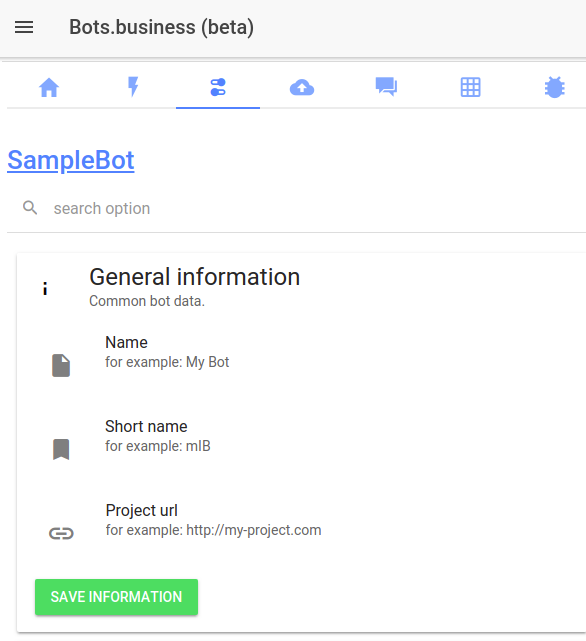 Bots.business (beta)
SampleBot
search option
General information
Common bot data.
Name
for example: My Bot
Short name
for example: mIB
Project url
for example: http://my-project.com
SAVE INFORMATION